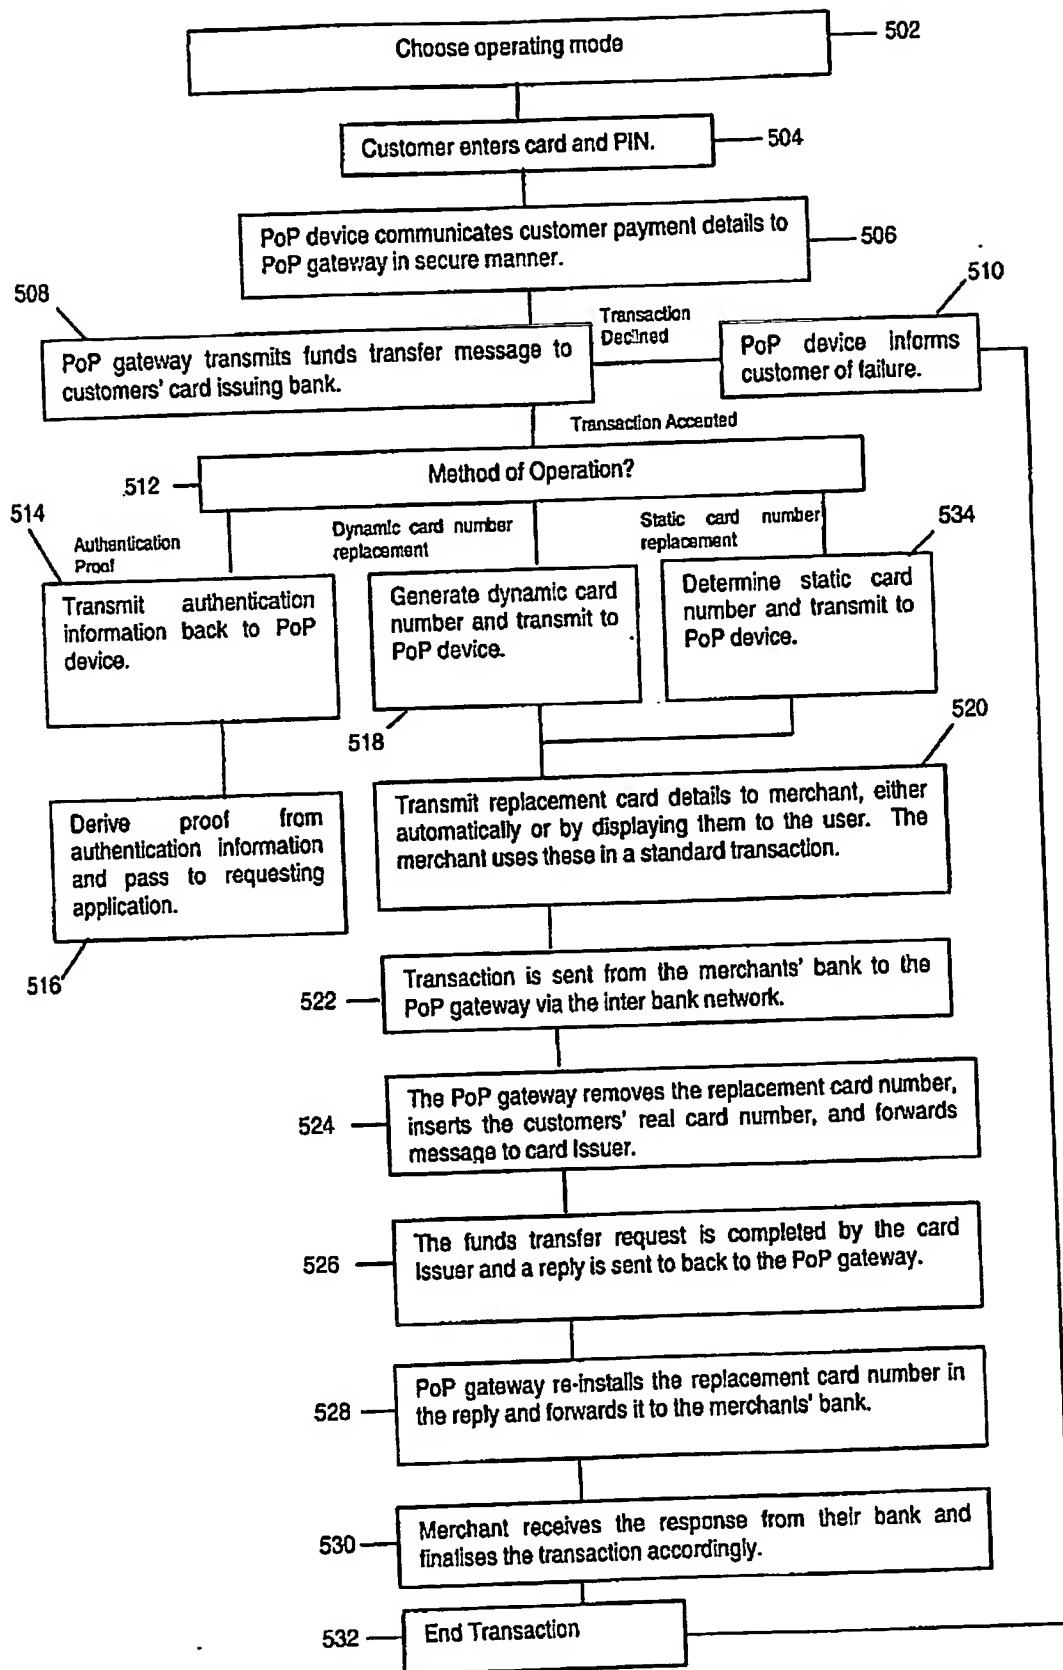 Choose operating mode
502
Customer enters card and PIN.
504
PoP device communicates customer payment details to
PoP gateway in secure manner.
506
508
510
Transaction
Declined
PoP gateway transmits funds transfer message to
customers' card issuing bank.
PoP device informs
customer of failure.
Transaction Accepted
512
Method of Operation?
514
Authentication
Proof
Dynamic card number
replacement
Static card number
replacement
534
Transmit authentication
information back to PoP
device.
Generate dynamic card
number and transmit to
PoP device.
Determine static card
number and transmit to
PoP device.
518
520
Derive proof from
authentication information
and pass to requesting
application.
516
Transmit replacement card details to merchant, either
automatically or by displaying them to the user. The
merchant uses these in a standard transaction.
522
Transaction is sent from the merchants' bank to the
PoP gateway via the inter bank network.
524
The PoP gateway removes the replacement card number,
inserts the customers' real card number, and forwards
message to card Issuer.
526
The funds transfer request is completed by the card
Issuer and a reply is sent to back to the PoP gateway.
528
PoP gateway re-installs the replacement card number in
the reply and forwards it to the merchants' bank.
530
Merchant receives the response from their bank and
finalises the transaction accordingly.
532
End Transaction